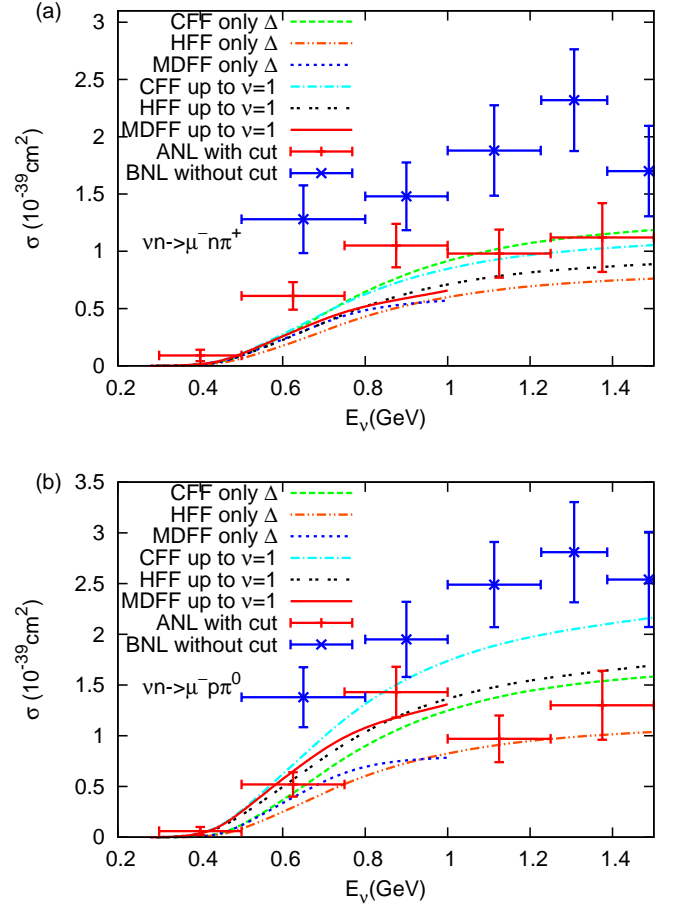 (a)
3
2.5
2
1.5
1
0.5
0
σ (10⁻³⁹cm²)
CFF only Δ
HFF only Δ
MDFF only Δ
CFF up to ν=1
HFF up to ν=1
MDFF up to ν=1
ANL with cut
BNL without cut
νn->μ⁻nπ⁺
0.2 0.4 0.6 0.8 1 1.2 1.4
E_ν(GeV)
(b)
3.5
3
2.5
2
1.5
1
0.5
0
σ (10⁻³⁹cm²)
CFF only Δ
HFF only Δ
MDFF only Δ
CFF up to ν=1
HFF up to ν=1
MDFF up to ν=1
ANL with cut
BNL without cut
νn->μ⁻pπ⁰
0.2 0.4 0.6 0.8 1 1.2 1.4
E_ν(GeV)